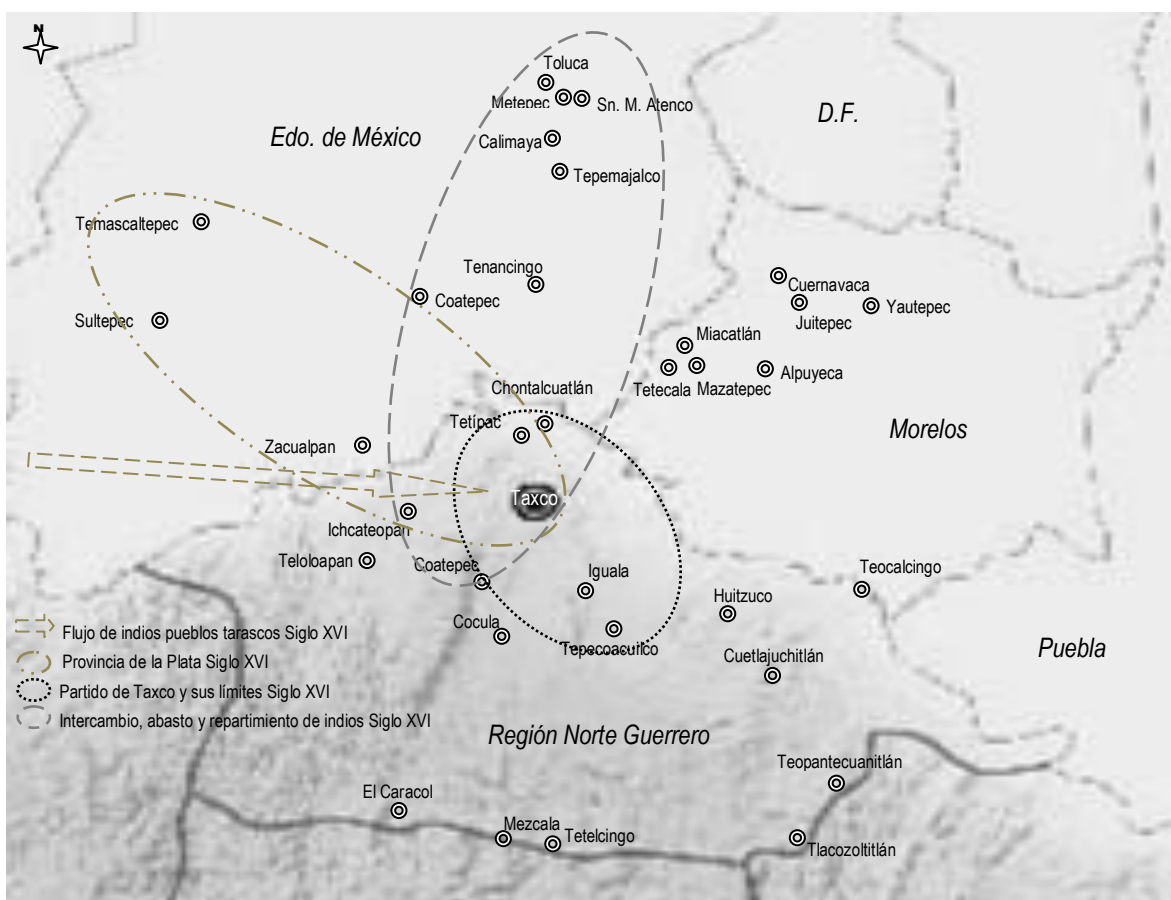 N
Toluca
Metepec
Sn. M. Atenco
D.F.
Edo. de México
Calimaya
Tepemajalco
Temascaltepec
Tenancingo
Cuernavaca
Coatepec
Juitepec
Yautepec
Sultepec
Miacatlán
Tetecala
Mazatepec
Alpuyeca
Chontalcuatlán
Tetípac
Morelos
Zacualpan
Taxco
Ichcateopan
Teloloapan
Coatepec
Iguala
Teocalcingo
Huitzuco
Cocula
Tepecoacuilco
Cuetlajuchitlán
Puebla
Flujo de indios pueblos tarascos Siglo XVI
Provincia de la Plata Siglo XVI
Partido de Taxco y sus límites Siglo XVI
Intercambio, abasto y repartimiento de indios Siglo XVI
Región Norte Guerrero
Teopantecuanitlán
El Caracol
Mezcala
Tetelcingo
Tlacozoltitlán